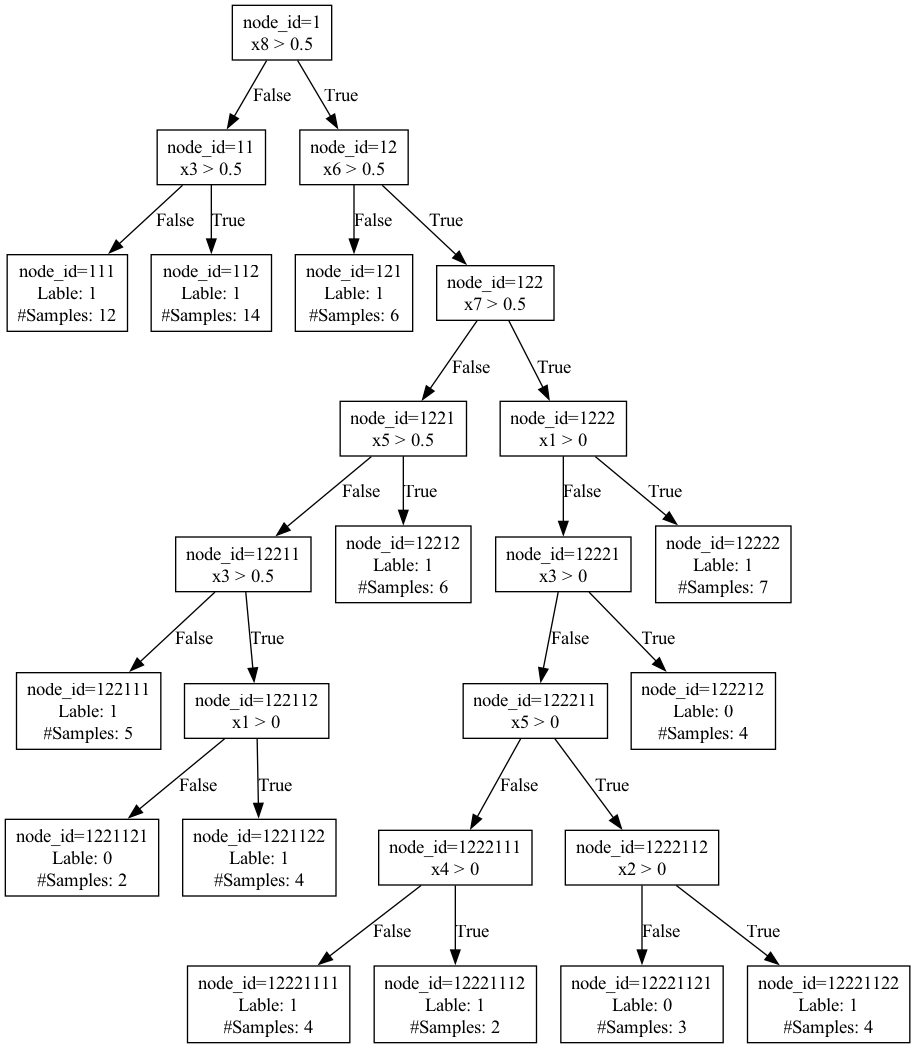 node_id=1
x8 > 0.5
False
True
node_id=11
x3 > 0.5
node_id=12
x6 > 0.5
False
True
False
True
node_id=111
Lable: 1
#Samples: 12
node_id=112
Lable: 1
#Samples: 14
node_id=121
Lable: 1
#Samples: 6
node_id=122
x7 > 0.5
False
True
node_id=1221
x5 > 0.5
node_id=1222
x1 > 0
False
True
False
True
node_id=12211
x3 > 0.5
node_id=12212
Lable: 1
#Samples: 6
node_id=12221
x3 > 0
node_id=12222
Lable: 1
#Samples: 7
False
True
False
True
node_id=122111
Lable: 1
#Samples: 5
node_id=122112
x1 > 0
node_id=122211
x5 > 0
node_id=122212
Lable: 0
#Samples: 4
False
True
False
True
node_id=1221121
Lable: 0
#Samples: 2
node_id=1221122
Lable: 1
#Samples: 4
node_id=1222111
x4 > 0
node_id=1222112
x2 > 0
False
True
False
True
node_id=12221111
Lable: 1
#Samples: 4
node_id=12221112
Lable: 1
#Samples: 2
node_id=12221121
Lable: 0
#Samples: 3
node_id=12221122
Lable: 1
#Samples: 4